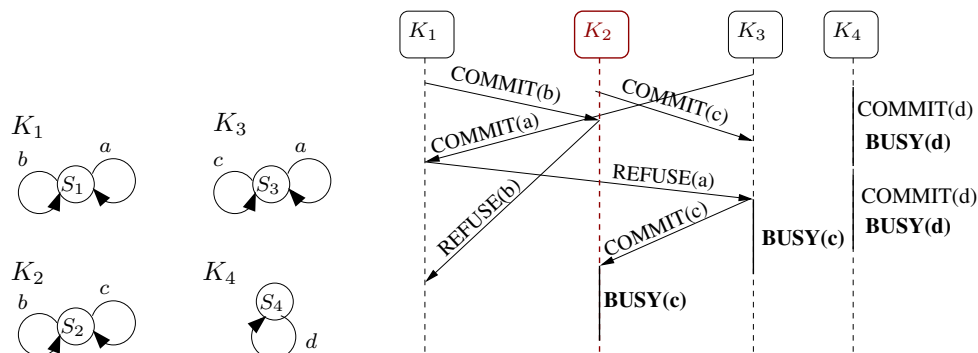 K₁ K₂ K₃ K₄
COMMIT(b)
COMMIT(c)
COMMIT(d)
BUSY(d)
COMMIT(a)
K₁ K₃
b a c a
S₁ S₃
REFUSE(a)
COMMIT(d)
BUSY(d)
REFUSE(b)
COMMIT(c)
BUSY(c)
K₂ K₄
b c
S₂ S₄
BUSY(c)
d